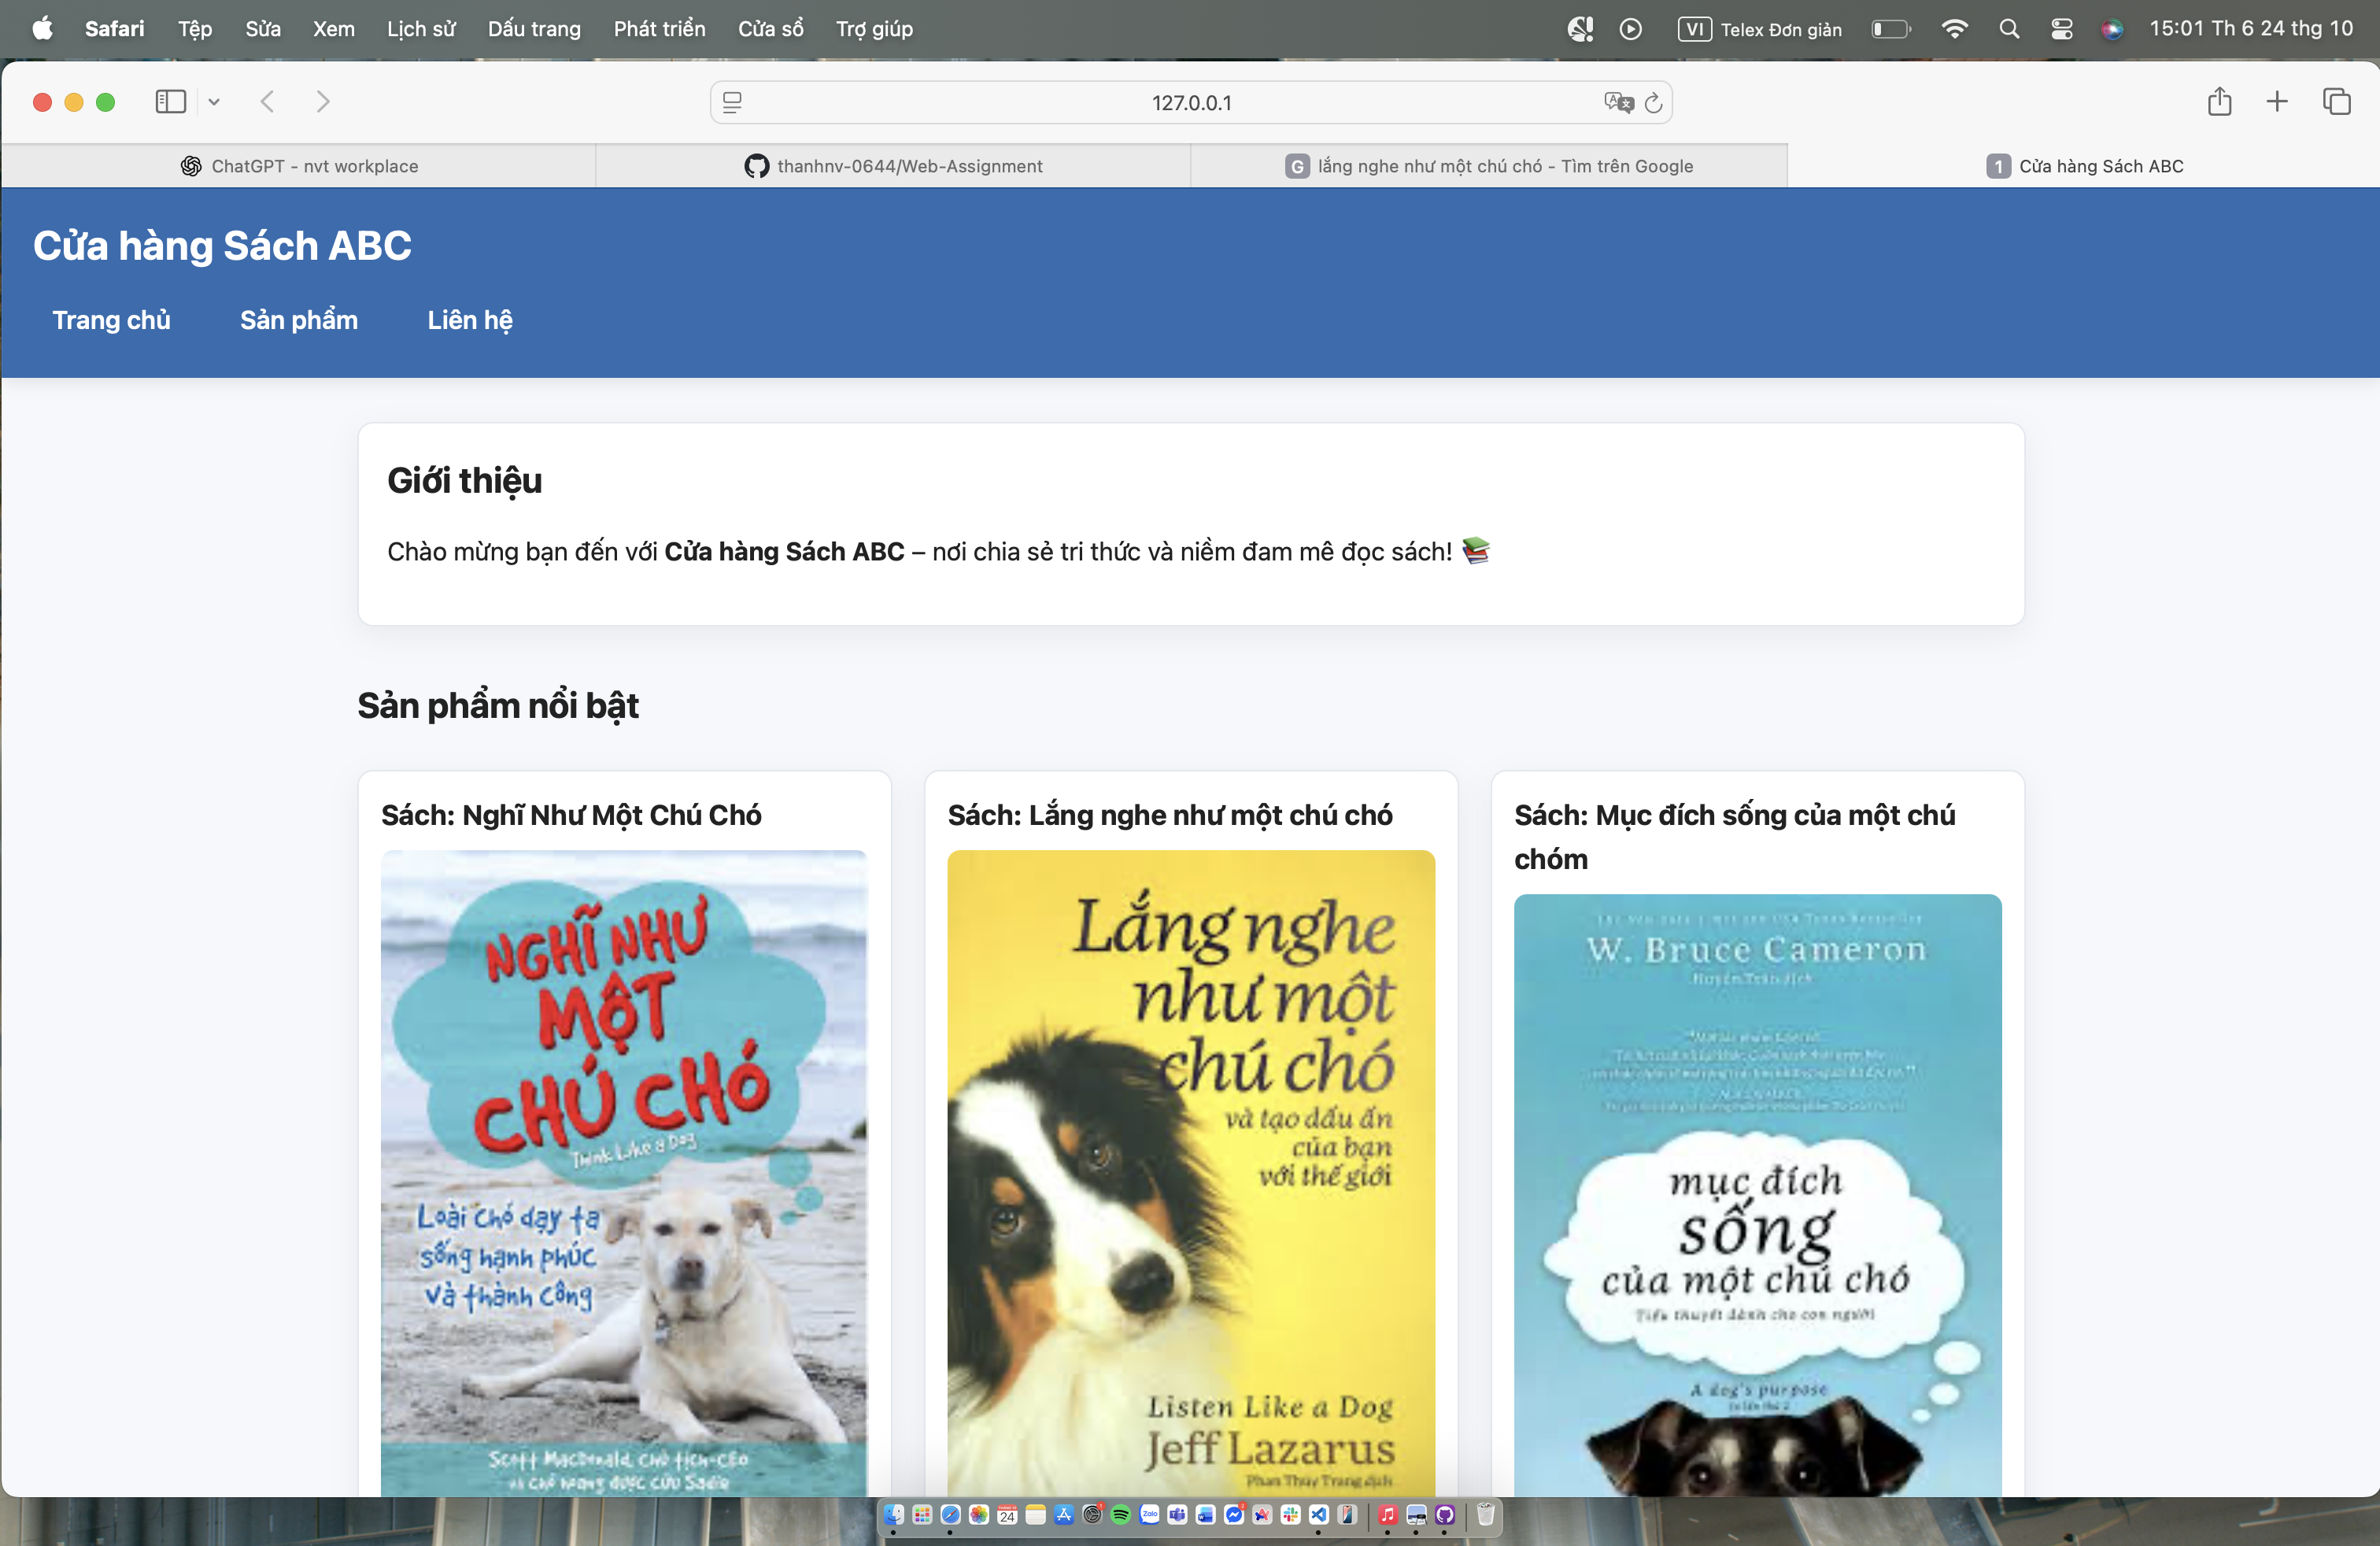 Safari Tệp Sửa Xem Lịch sử Dấu trang Phát triển Cửa sổ Trợ giúp VI Telex Đơn giản 15:01 Th 6 24 thg 10
127.0.0.1
ChatGPT - nvt workplace thanhnv-0644/Web-Assignment G lắng nghe như một chú chó - Tìm trên Google 1 Cửa hàng Sách ABC
Cửa hàng Sách ABC
Trang chủ Sản phẩm Liên hệ
Giới thiệu
Chào mừng bạn đến với Cửa hàng Sách ABC – nơi chia sẻ tri thức và niềm đam mê đọc sách! 📚
Sản phẩm nổi bật
Sách: Nghĩ Như Một Chú Chó
NGHĨ NHƯ
MỘT
CHÚ CHÓ
Think Like a Dog
Loài chó dạy ta
sống hạnh phúc
và thành công
Scott MacDonald, chủ tịch-CEO
và chó hoang được cứu Sadie
Sách: Lắng nghe như một chú chó
Lắng nghe
như một
chú chó
và tạo dấu ấn
của bạn
với thế giới
Listen Like a Dog
Jeff Lazarus
Phan Thùy Trang dịch
Sách: Mục đích sống của một chú
chóm
W. Bruce Cameron
Huyền Trân dịch
mục đích
sống
của một chú chó
Tiểu thuyết dành cho con người
A dog's purpose
24
Zalo